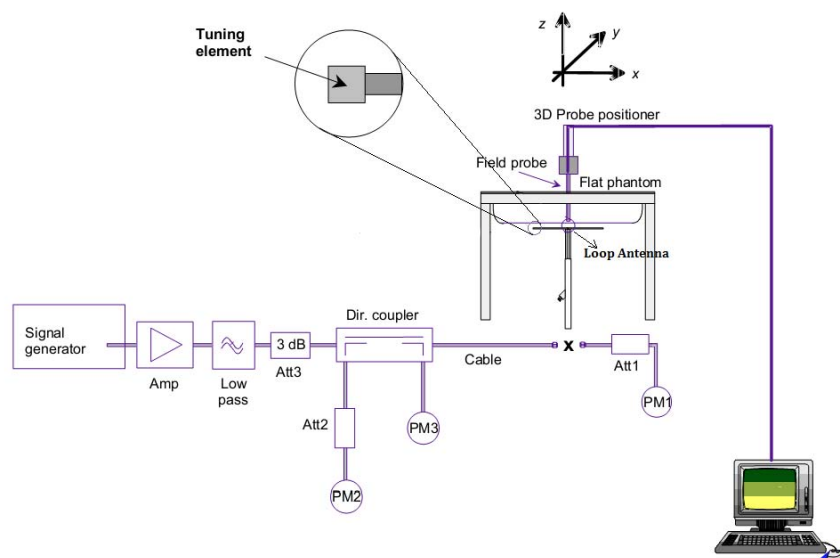 Tuning
element
z
y
x
3D Probe positioner
Field probe
Flat phantom
Loop Antenna
Signal
generator
Amp
Low
pass
3 dB
Att3
Dir. coupler
Cable
x
Att1
PM1
Att2
PM3
PM2